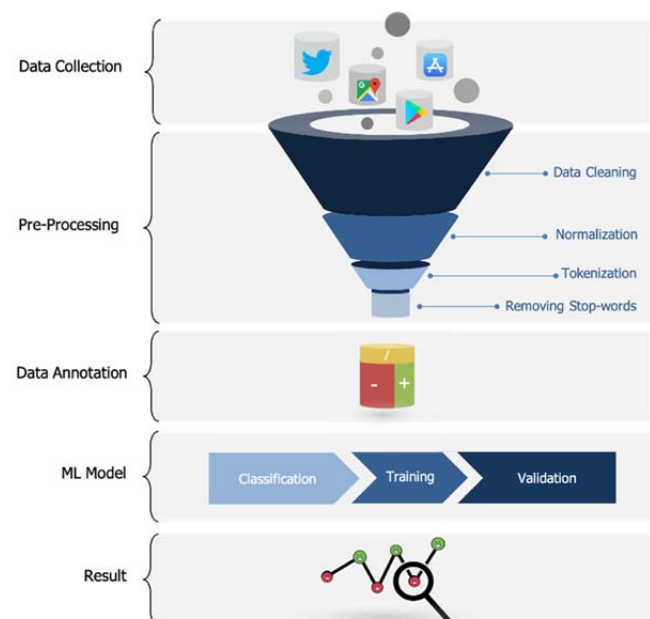 Data Collection
Pre-Processing
Data Cleaning
Normalization
Tokenization
Removing Stop-words
Data Annotation
/
- +
ML Model
Classification
Training
Validation
Result